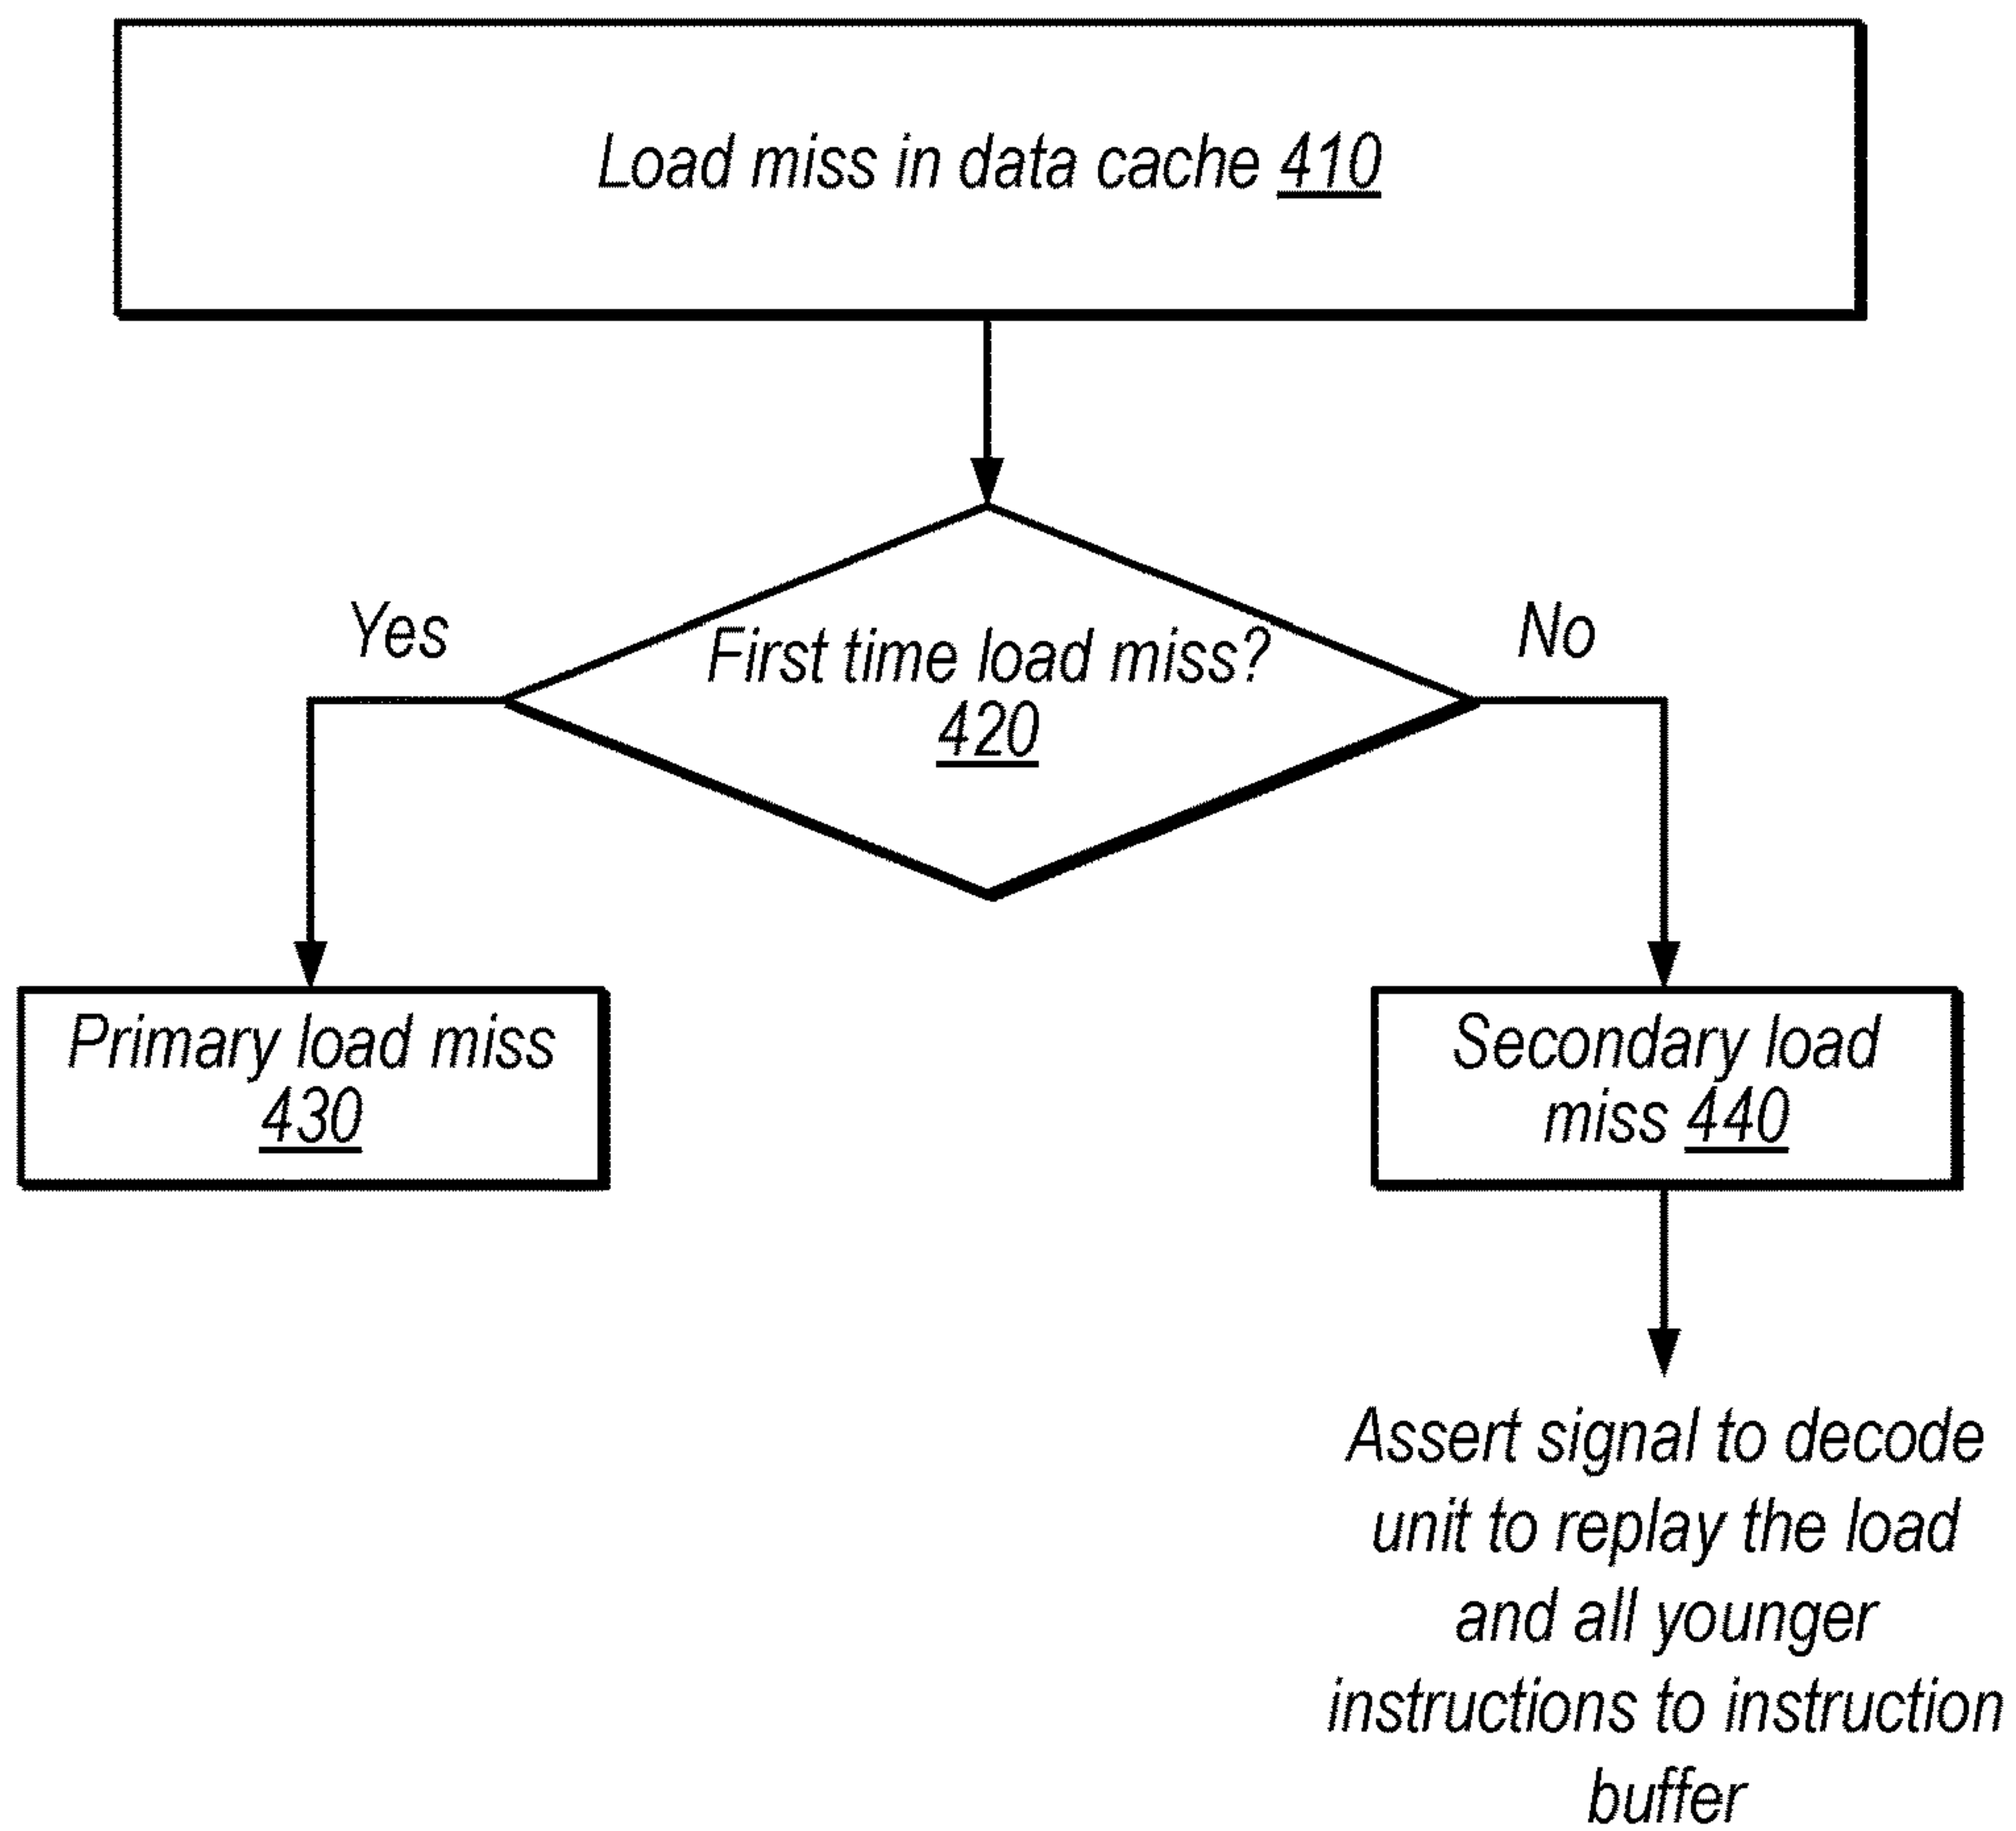 Load miss in data cache 410
Yes
No
First time load miss?
420
Primary load miss
430
Secondary load
miss 440
Assert signal to decode
unit to replay the load
and all younger
instructions to instruction
buffer